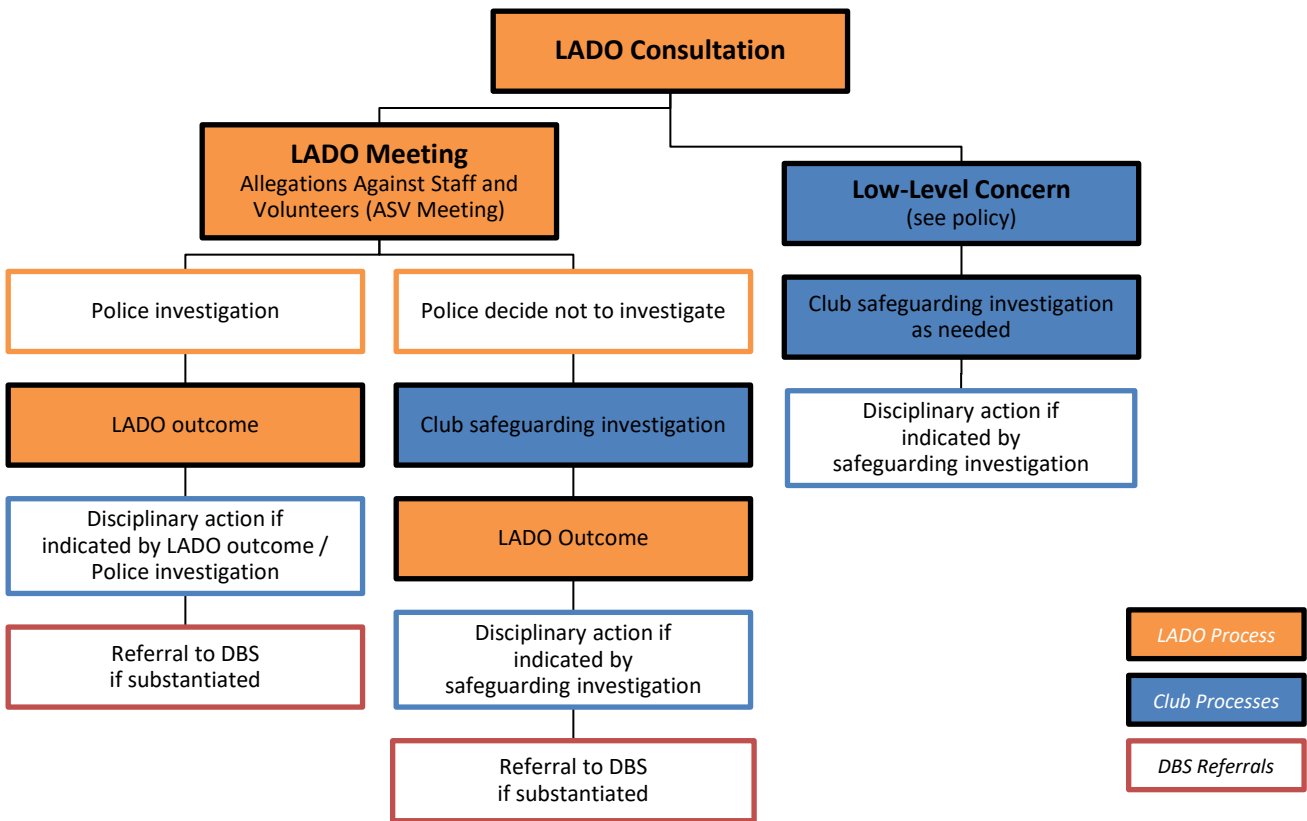 LADO Consultation
LADO Meeting
Allegations Against Staff and
Volunteers (ASV Meeting)
Low-Level Concern
(see policy)
Police investigation
Police decide not to investigate
Club safeguarding investigation
as needed
LADO outcome
Club safeguarding investigation
Disciplinary action if
indicated by
safeguarding investigation
Disciplinary action if
indicated by LADO outcome /
Police investigation
LADO Outcome
Referral to DBS
if substantiated
Disciplinary action if
indicated by
safeguarding investigation
Referral to DBS
if substantiated
LADO Process
Club Processes
DBS Referrals